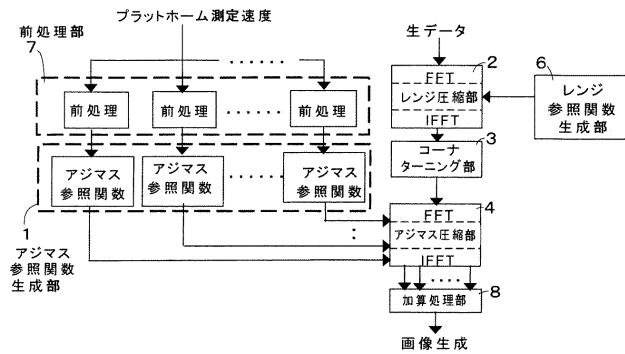 プラットホーム測定速度
前処理部
7
‥‥‥
前処理
前処理
‥‥‥
前処理
アジマス
参照関数
アジマス
参照関数
‥‥‥
アジマス
参照関数
1
アジマス
参照関数
生成部
生データ
2
FFT
レンジ圧縮部
IFFT
6
レンジ
参照関数
生成部
3
コーナ
ターニング部
4
FFT
アジマス圧縮部
IFFT
:
‥‥
8
加算処理部
画像生成